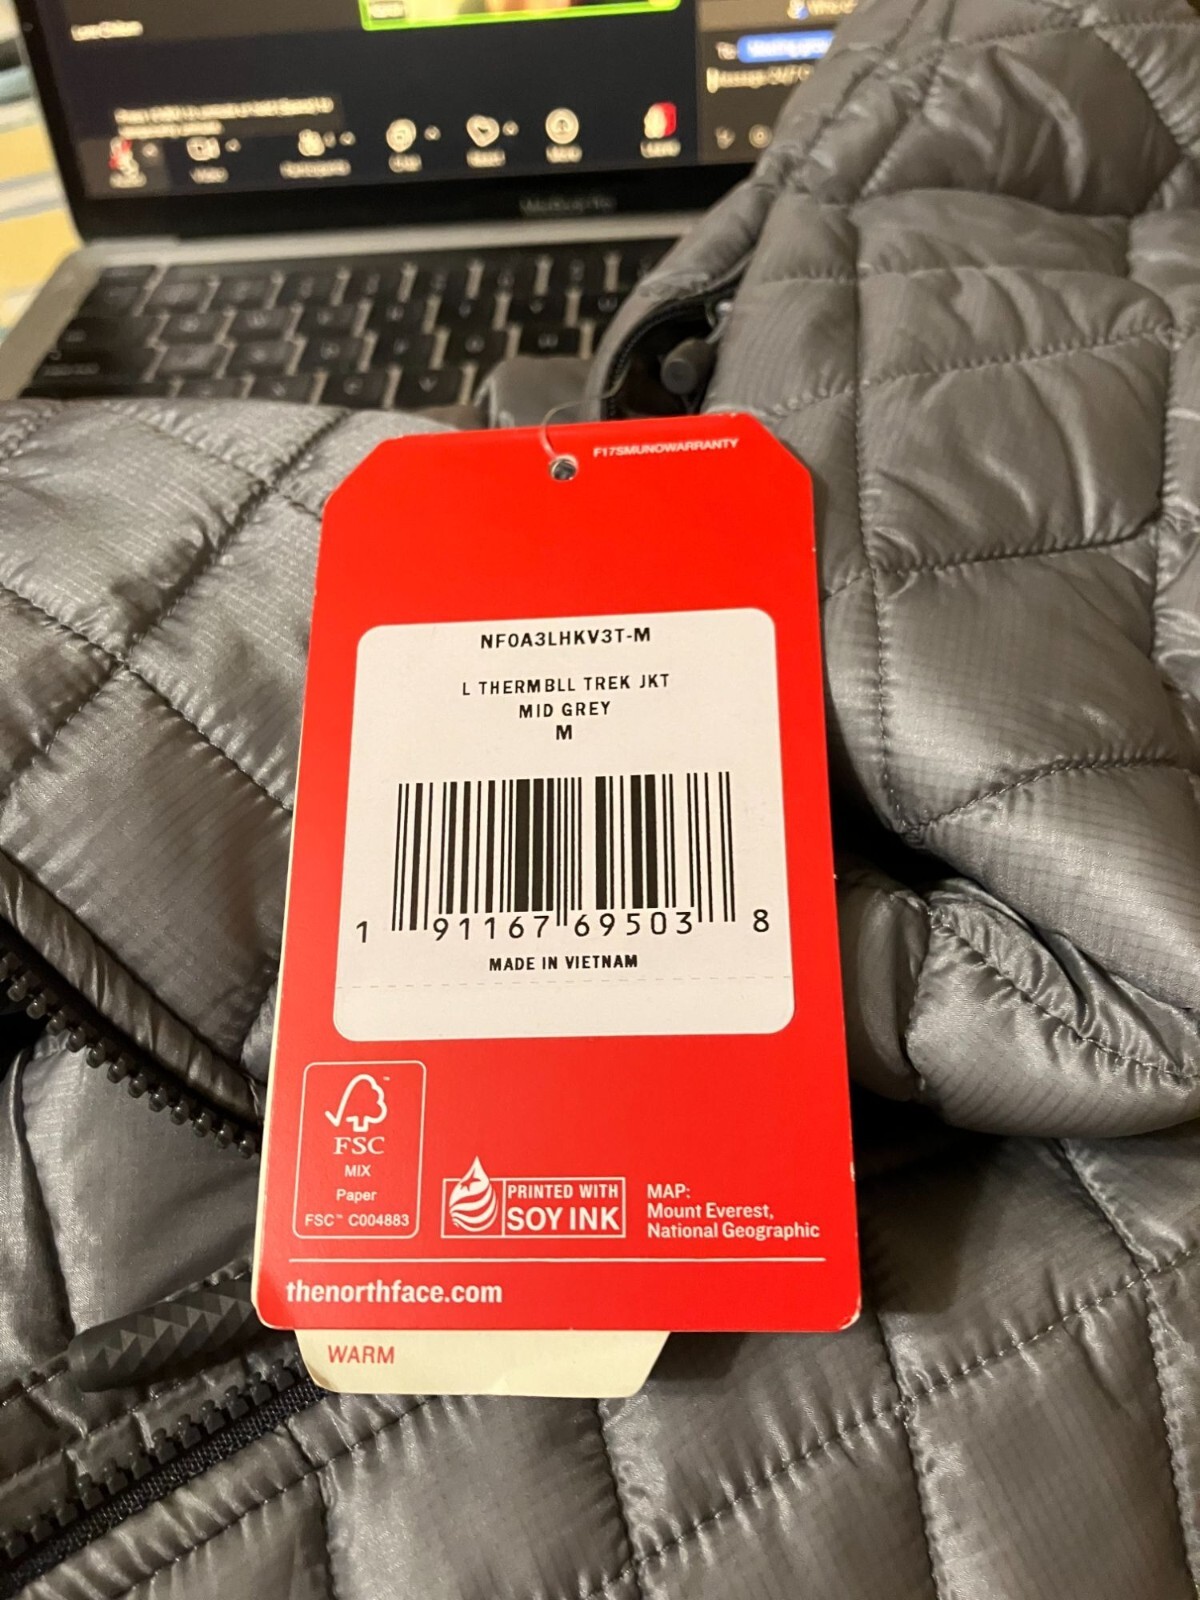 F17SMUNOWARRANTY
NF0A3LHKV3T-M
L THERMBLL TREK JKT
MID GREY
M
1 91167 69503 8
MADE IN VIETNAM
FSC
MIX
Paper
FSC™ C004883
PRINTED WITH
SOY INK
MAP:
Mount Everest,
National Geographic
thenorthface.com
WARM